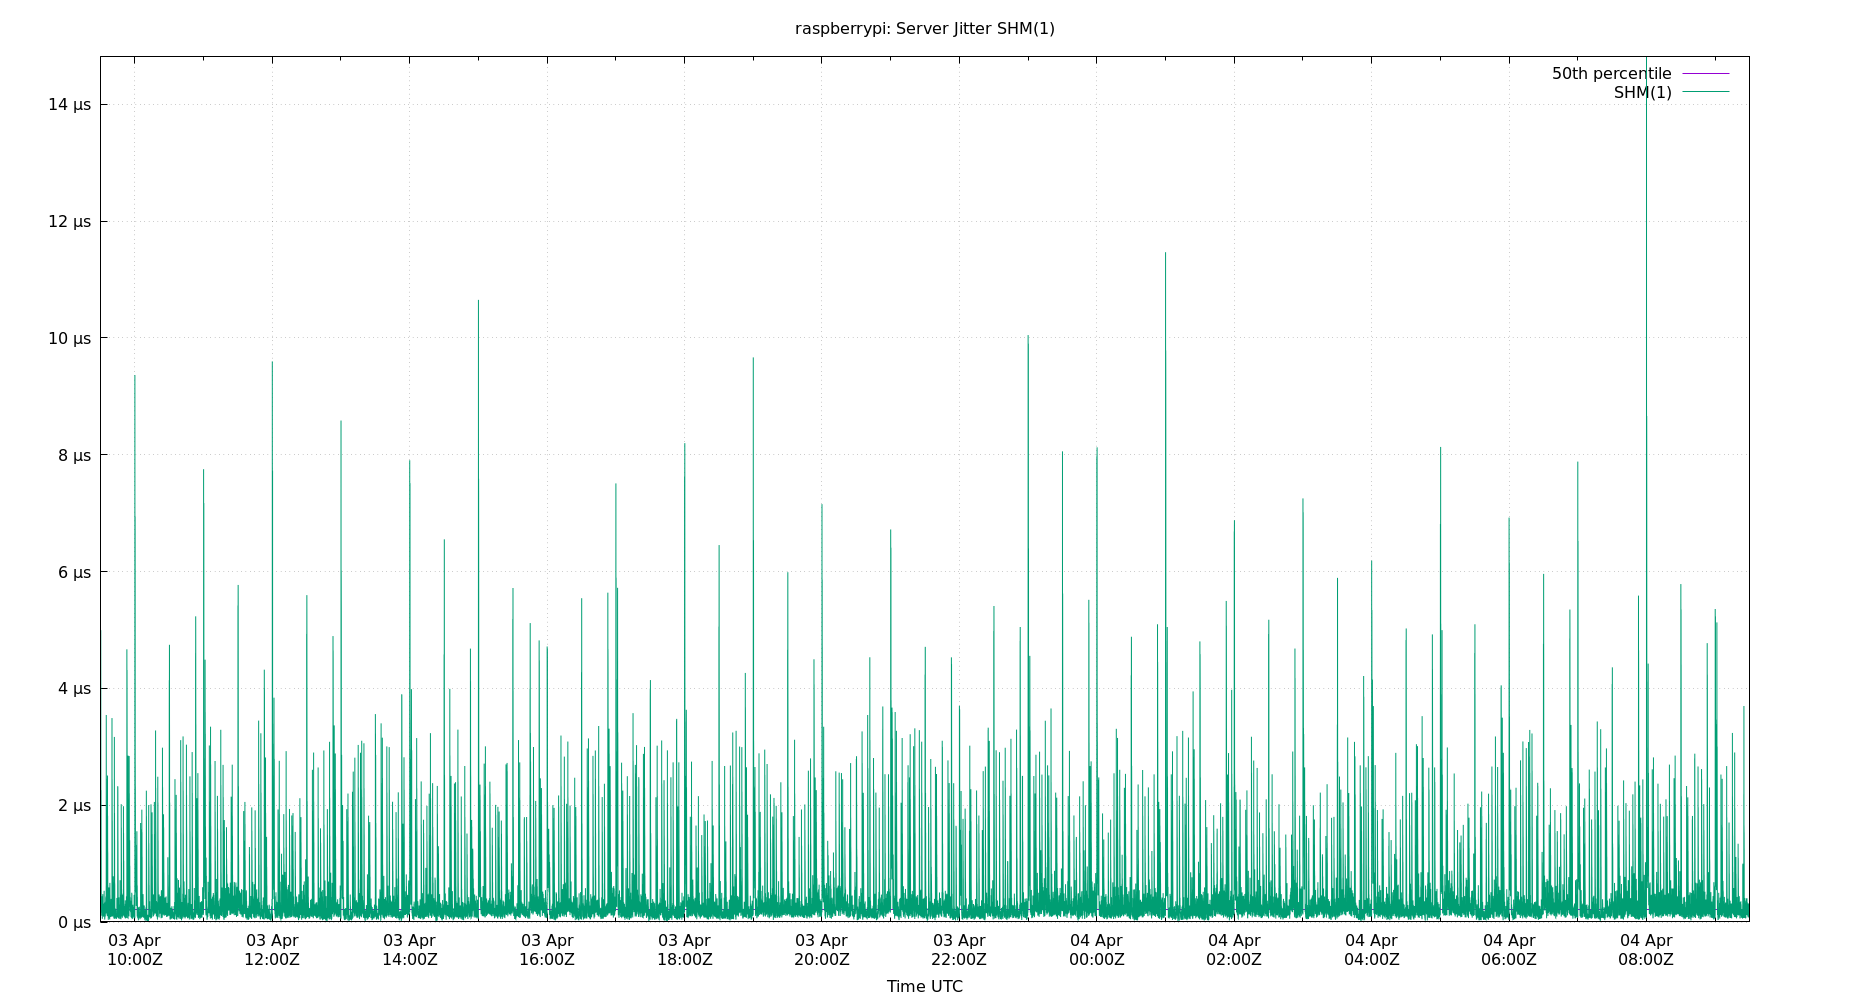 raspberrypi: Server Jitter SHM(1)
50th percentile
SHM(1)
14 µs
12 µs
10 µs
8 µs
6 µs
4 µs
2 µs
0 µs
03 Apr 03 Apr 03 Apr 03 Apr 03 Apr 03 Apr 03 Apr 04 Apr 04 Apr 04 Apr 04 Apr 04 Apr
10:00Z 12:00Z 14:00Z 16:00Z 18:00Z 20:00Z 22:00Z 00:00Z 02:00Z 04:00Z 06:00Z 08:00Z
Time UTC